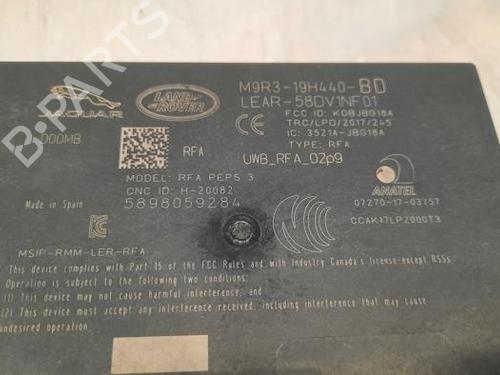 JAGUAR
LAND ROVER
M9R3-19H440-BD
LEAR-58DV1NF01
FCC ID: KOBJBG18A
TRC/LPD/2017/245
IC: 3521A-JBG18A
TYPE: RFA
000MB
RFA
UWB_RFA_02p9
MODEL: RFA PEPS 3
CNC ID: H-20082
5898059284
Made in Spain
ANATEL
07270-17-03757
CCAK17LP2000T3
MSIP-RMM-LER-RFA
This device complies with Part 15 of the FCC Rules and with Industry Canada's license-exempt RSSs
Operation is subject to the following two conditions:
(1) This device may not cause harmful interference, and
(2) This device must accept any interference received, including interference that may cause
undesired operation.
B-Parts